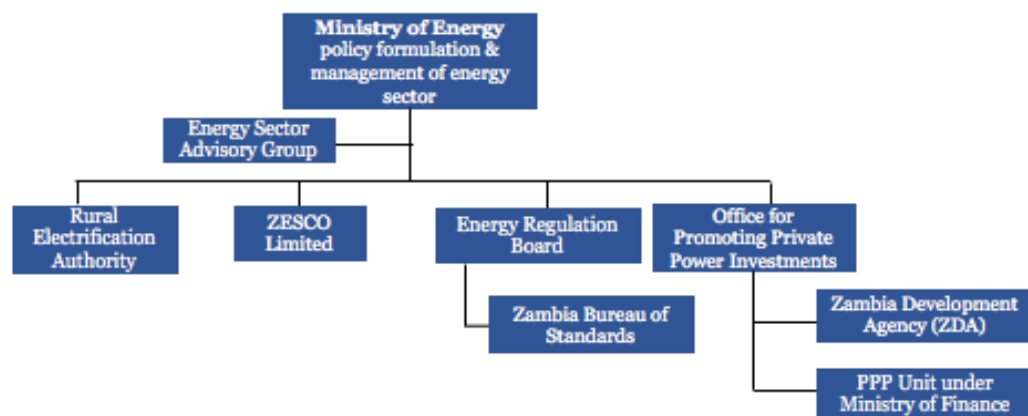 Ministry of Energy
policy formulation &
management of energy
sector
Energy Sector
Advisory Group
Rural
Electrification
Authority
ZESCO
Limited
Energy Regulation
Board
Office for
Promoting Private
Power Investments
Zambia Bureau of
Standards
Zambia Development
Agency (ZDA)
PPP Unit under
Ministry of Finance